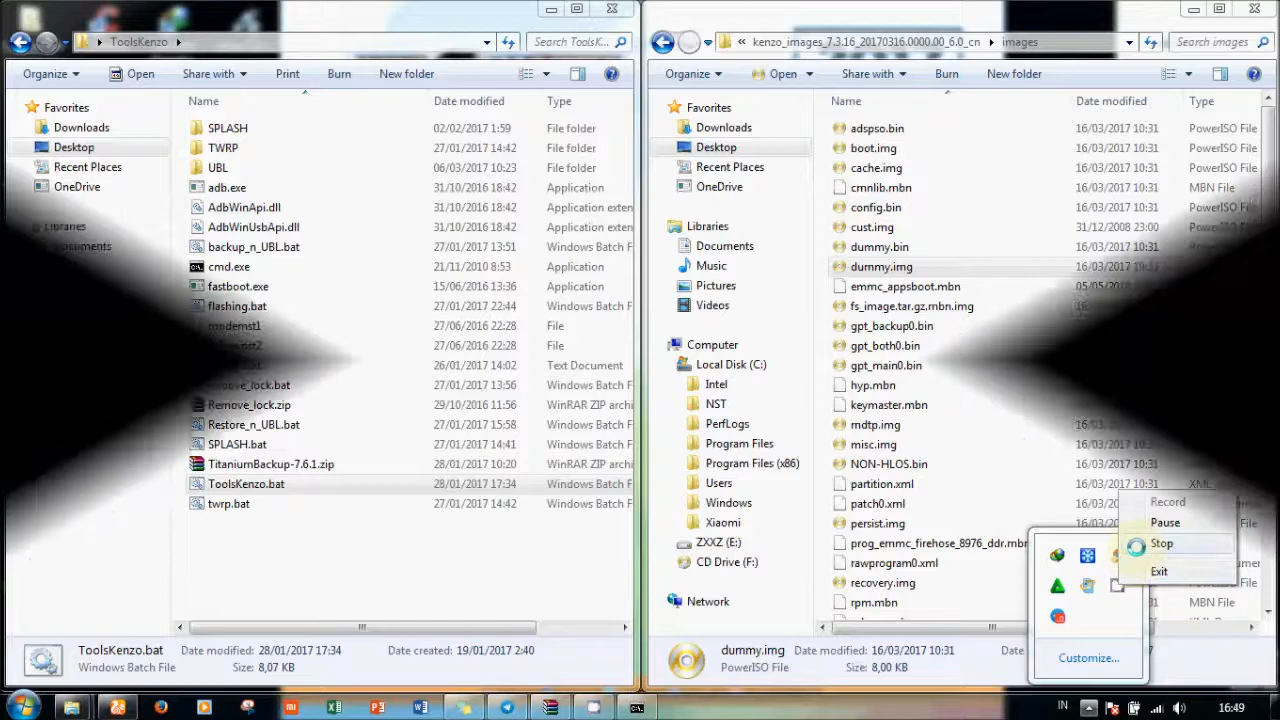 ToolsKenzo
Search ToolsK...
Organize
Open
Share with
Print
Burn
New folder
Favorites
Downloads
Desktop
Recent Places
OneDrive
Libraries
Name
Date modified
Type
SPLASH 02/02/2017 1:59 File folder
TWRP 27/01/2017 14:42 File folder
UBL 06/03/2017 10:23 File folder
adb.exe 31/10/2016 18:42 Application
AdbWinApi.dll 31/10/2016 18:42 Application exten
AdbWinUsbApi.dll 31/10/2016 18:42 Application exten
backup_n_UBL.bat 27/01/2017 13:51 Windows Batch F
cmd.exe 21/11/2010 8:53 Application
fastboot.exe 15/06/2016 13:36 Application
flashing.bat 27/01/2017 22:44 Windows Batch F
modemst1 27/06/2016 22:28 File
27/06/2016 22:28 File
26/01/2017 14:02 Text Document
_lock.bat 27/01/2017 13:56 Windows Batch F
Remove_lock.zip 29/10/2016 11:56 WinRAR ZIP archi
Restore_n_UBL.bat 27/01/2017 15:58 Windows Batch F
SPLASH.bat 27/01/2017 14:41 Windows Batch F
TitaniumBackup-7.6.1.zip 28/01/2017 10:20 WinRAR ZIP archi
ToolsKenzo.bat 28/01/2017 17:34 Windows Batch F
twrp.bat 27/01/2017 14:42 Windows Batch F
ToolsKenzo.bat Date modified: 28/01/2017 17:34 Date created: 19/01/2017 2:40
Windows Batch File Size: 8,07 KB
« kenzo_images_7.3.16_20170316.0000.00_6.0_cn
images
Search images
Organize
Open
Share with
Burn
New folder
Favorites
Downloads
Desktop
Recent Places
OneDrive
Libraries
Documents
Music
Pictures
Videos
Computer
Local Disk (C:)
Intel
NST
PerfLogs
Program Files
Program Files (x86)
Users
Windows
Xiaomi
ZXXZ (E:)
CD Drive (F:)
Network
Name
Date modified
Type
adspso.bin 16/03/2017 10:31 PowerISO File
boot.img 16/03/2017 10:31 PowerISO File
cache.img 16/03/2017 10:31 PowerISO File
cmnlib.mbn 16/03/2017 10:31 MBN File
config.bin 16/03/2017 10:31 PowerISO File
cust.img 31/12/2008 23:00 PowerISO File
dummy.bin 16/03/2017 10:31
dummy.img 16/03/2017 10:31
emmc_appsboot.mbn
fs_image.tar.gz.mbn.img
gpt_backup0.bin
gpt_both0.bin
gpt_main0.bin
hyp.mbn
keymaster.mbn
mdtp.img
misc.img
NON-HLOS.bin 16/03/2017 10:31
partition.xml 16/03/2017 10:31 XML
patch0.xml
persist.img
prog_emmc_firehose_8976_ddr.mbn
rawprogram0.xml
recovery.img
rpm.mbn
MBN File
Record
Pause
Stop
Exit
Customize...
dummy.img Date modified: 16/03/2017 10:31
PowerISO File Size: 8,00 KB
IN
16:49